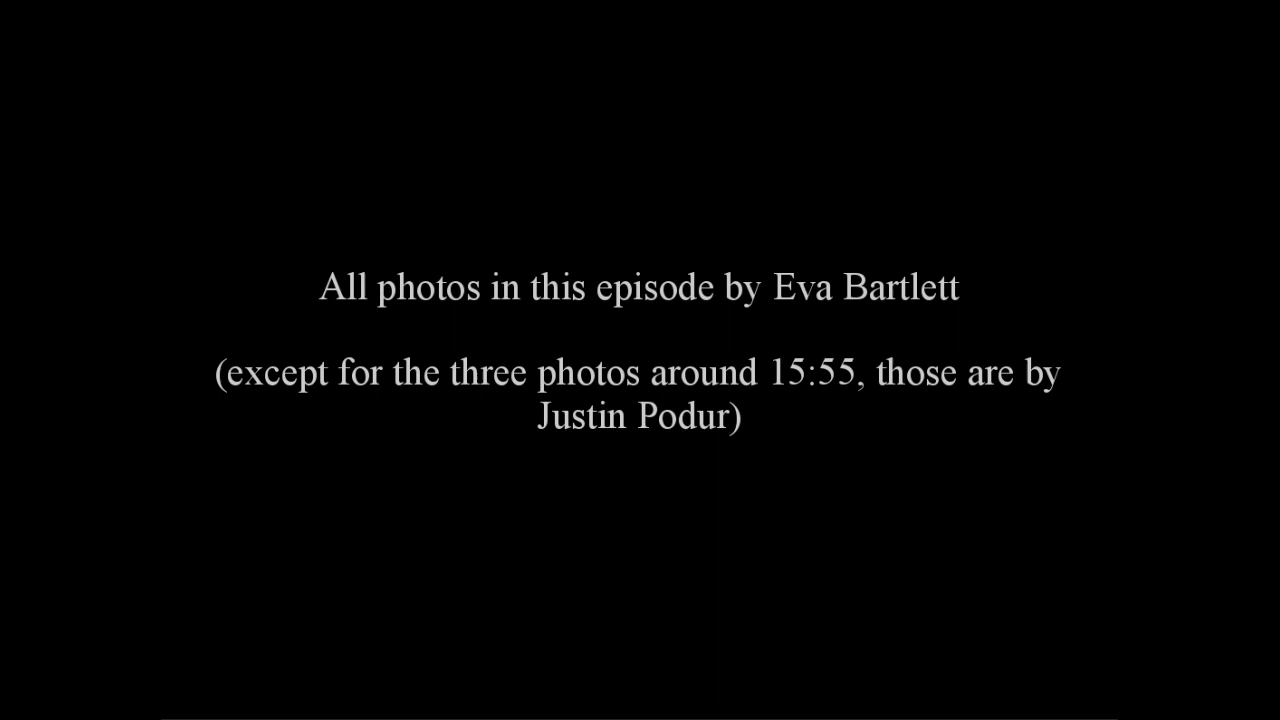 All photos in this episode by Eva Bartlett
(except for the three photos around 15:55, those are by
Justin Podur)